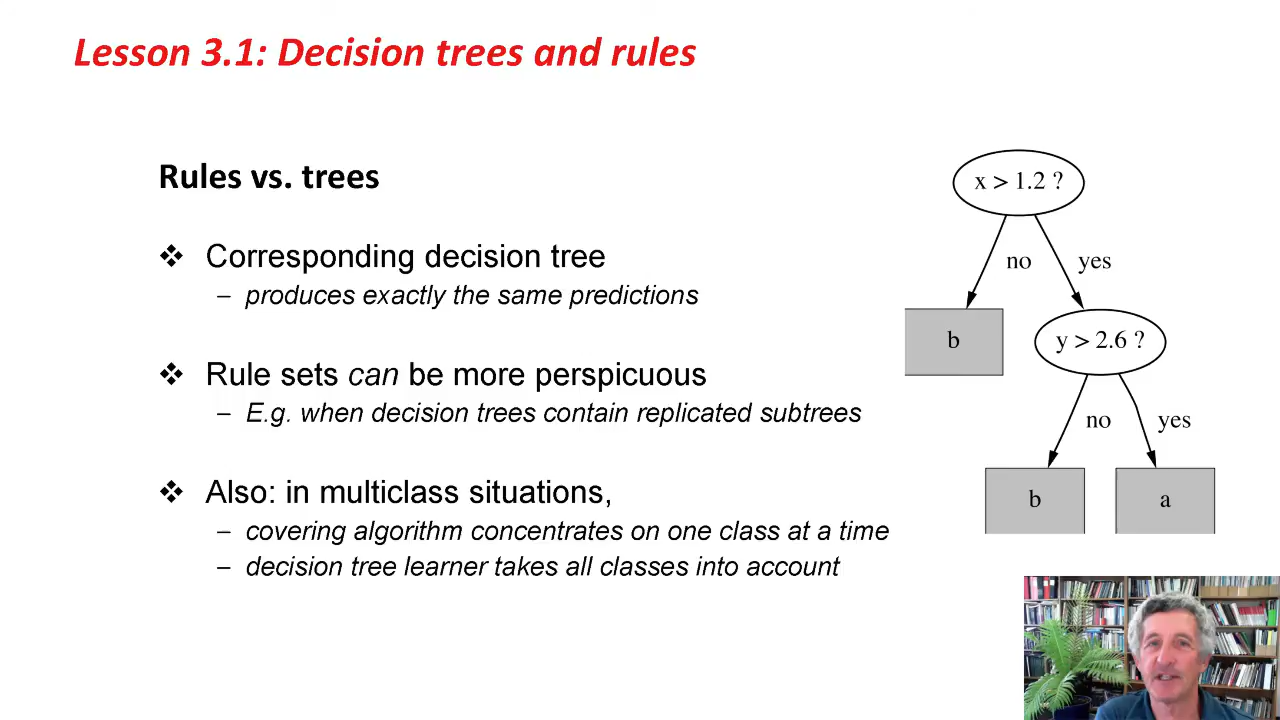 Lesson 3.1: Decision trees and rules
Rules vs. trees
❖ Corresponding decision tree
– produces exactly the same predictions
❖ Rule sets can be more perspicuous
– E.g. when decision trees contain replicated subtrees
❖ Also: in multiclass situations,
– covering algorithm concentrates on one class at a time
– decision tree learner takes all classes into account
x > 1.2 ?
no yes
b
y > 2.6 ?
no yes
b
a